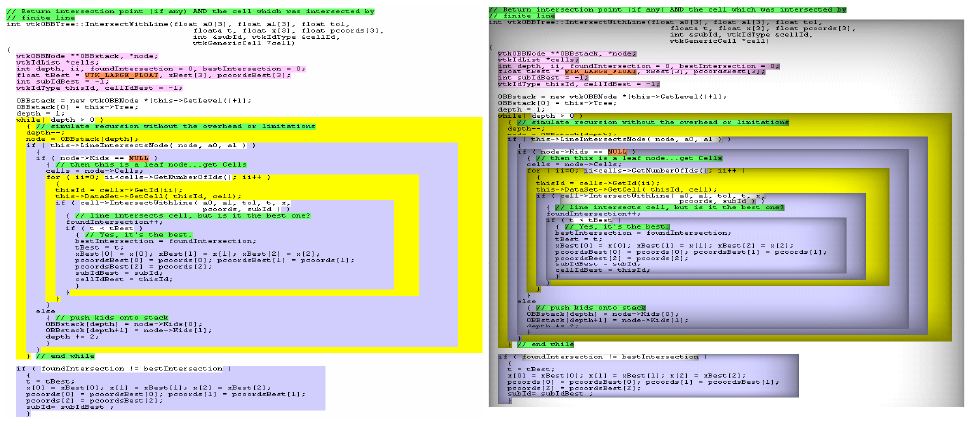 // Return intersection point (if any) AND the cell which was intersected by
// finite line
int vtkOBBTree::IntersectWithLine(float a0[3], float a1[3], float tol,
float& t, float x[3], float pcoords[3],
int &subId, vtkIdType &cellId,
vtkGenericCell *cell)
{
vtkOBBNode **OBBstack, *node;
vtkIdList *cells;
int depth, ii, foundIntersection = 0, bestIntersection = 0;
float tBest = VTK_LARGE_FLOAT, xBest[3], pcoordsBest[3];
int subIdBest = -1;
vtkIdType thisId, cellIdBest = -1;
OBBstack = new vtkOBBNode *[this->GetLevel()+1];
OBBstack[0] = this->Tree;
depth = 1;
while( depth > 0 )
{ // simulate recursion without the overhead or limitations
depth--;
node = OBBstack[depth];
if ( this->LineIntersectsNode( node, a0, a1 ) )
{
if ( node->Kids == NULL )
{ // then this is a leaf node...get Cells
cells = node->Cells;
for ( ii=0; ii<cells->GetNumberOfIds(); ii++ )
{
thisId = cells->GetId(ii);
this->DataSet->GetCell( thisId, cell);
if ( cell->IntersectWithLine( a0, a1, tol, t, x,
pcoords, subId ) )
{ // line intersects cell, but is it the best one?
foundIntersection++;
if ( t < tBest )
{ // Yes, it's the best.
bestIntersection = foundIntersection;
tBest = t;
xBest[0] = x[0]; xBest[1] = x[1]; xBest[2] = x[2];
pcoordsBest[0] = pcoords[0]; pcoordsBest[1] = pcoords[1];
pcoordsBest[2] = pcoords[2];
subIdBest = subId;
cellIdBest = thisId;
}
}
}
}
else
{ // push kids onto stack
OBBstack[depth] = node->Kids[0];
OBBstack[depth+1] = node->Kids[1];
depth += 2;
}
}
} // end while
if ( foundIntersection != bestIntersection )
{
t = tBest;
x[0] = xBest[0]; x[1] = xBest[1]; x[2] = xBest[2];
pcoords[0] = pcoordsBest[0]; pcoords[1] = pcoordsBest[1];
pcoords[2] = pcoordsBest[2];
subId= subIdBest ;
}
// Return intersection point (if any) AND the cell which was intersected by
// finite line
int vtkOBBTree::IntersectWithLine(float a0[3], float a1[3], float tol,
float& t, float x[3], float pcoords[3],
int &subId, vtkIdType &cellId,
vtkGenericCell *cell)
{
vtkOBBNode **OBBstack, *node;
vtkIdList *cells;
int depth, ii, foundIntersection = 0, bestIntersection = 0;
float tBest = VTK_LARGE_FLOAT, xBest[3], pcoordsBest[3];
int subIdBest = -1;
vtkIdType thisId, cellIdBest = -1;
OBBstack = new vtkOBBNode *[this->GetLevel()+1];
OBBstack[0] = this->Tree;
depth = 1;
while( depth > 0 )
{ // simulate recursion without the overhead or limitations
depth--;
node = OBBstack[depth];
if ( this->LineIntersectsNode( node, a0, a1 ) )
{
if ( node->Kids == NULL )
{ // then this is a leaf node...get Cells
cells = node->Cells;
for ( ii=0; ii<cells->GetNumberOfIds(); ii++ )
{
thisId = cells->GetId(ii);
this->DataSet->GetCell( thisId, cell);
if ( cell->IntersectWithLine( a0, a1, tol, t, x,
pcoords, subId ) )
{ // line intersects cell, but is it the best one?
foundIntersection++;
if ( t < tBest )
{ // Yes, it's the best.
bestIntersection = foundIntersection;
tBest = t;
xBest[0] = x[0]; xBest[1] = x[1]; xBest[2] = x[2];
pcoordsBest[0] = pcoords[0]; pcoordsBest[1] = pcoords[1];
pcoordsBest[2] = pcoords[2];
subIdBest = subId;
cellIdBest = thisId;
}
}
}
}
else
{ // push kids onto stack
OBBstack[depth] = node->Kids[0];
OBBstack[depth+1] = node->Kids[1];
depth += 2;
}
}
} // end while
if ( foundIntersection != bestIntersection )
{
t = tBest;
x[0] = xBest[0]; x[1] = xBest[1]; x[2] = xBest[2];
pcoords[0] = pcoordsBest[0]; pcoords[1] = pcoordsBest[1];
pcoords[2] = pcoordsBest[2];
subId= subIdBest ;
}